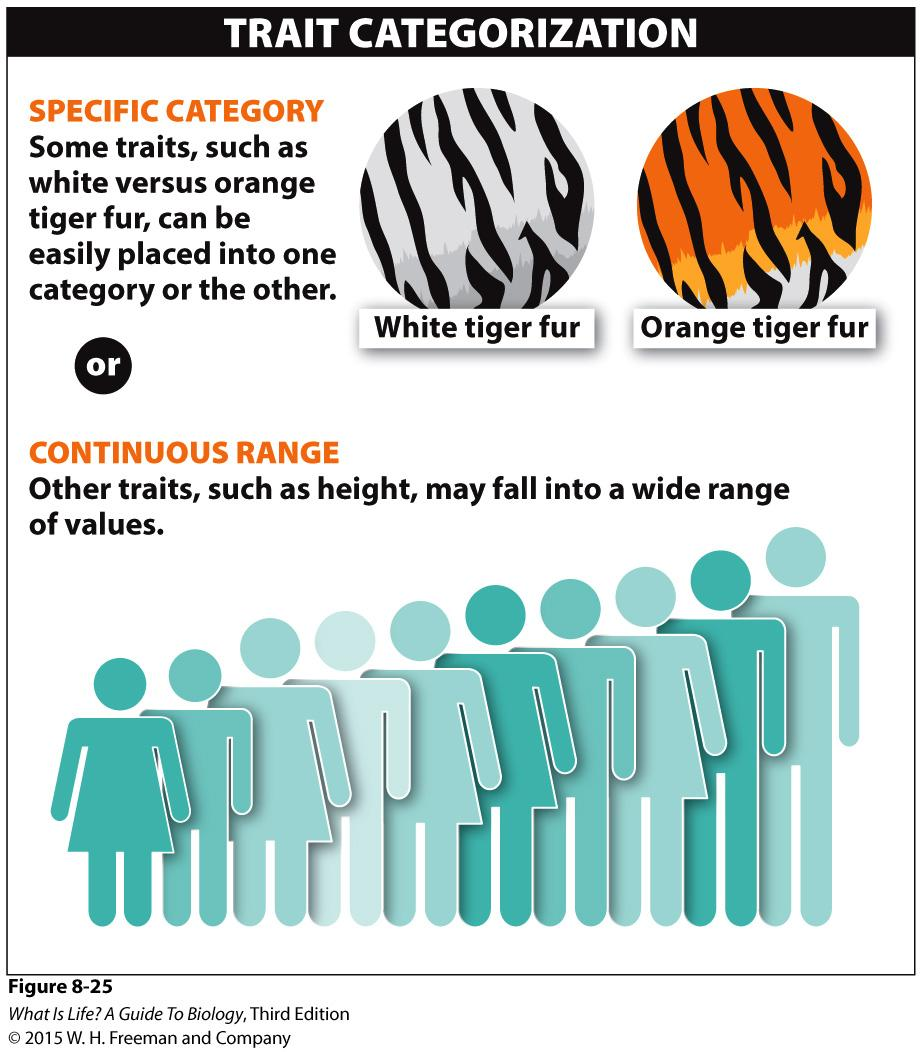 TRAIT CATEGORIZATION
SPECIFIC CATEGORY
Some traits, such as
white versus orange
tiger fur, can be
easily placed into one
category or the other.
White tiger fur
Orange tiger fur
or
CONTINUOUS RANGE
Other traits, such as height, may fall into a wide range
of values.
Figure 8-25
What Is Life? A Guide To Biology, Third Edition
© 2015 W. H. Freeman and Company